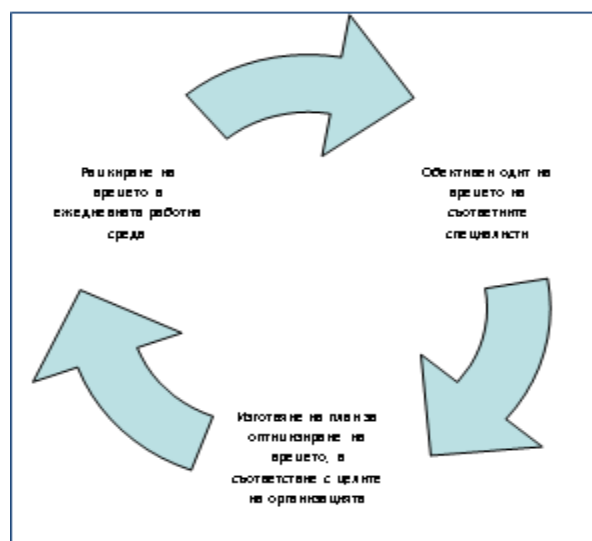 Рамкиране на
времето в
ежедневната работна
среда
Обективен одит на
времето на
съответните
специалисти
Изготвяне на план за
оптимизиране на
времето, в
съответствие с целите
на организацията